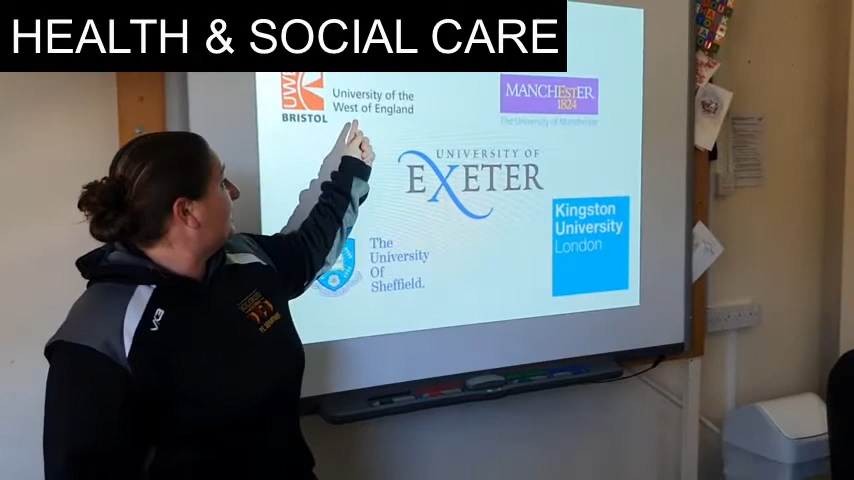 HEALTH & SOCIAL CARE
UWE
BRISTOL
University of the
West of England
MANCHEsTER
1824
The University of Manchester
UNIVERSITY OF
EXETER
Kingston
University
London
The
University
Of
Sheffield.